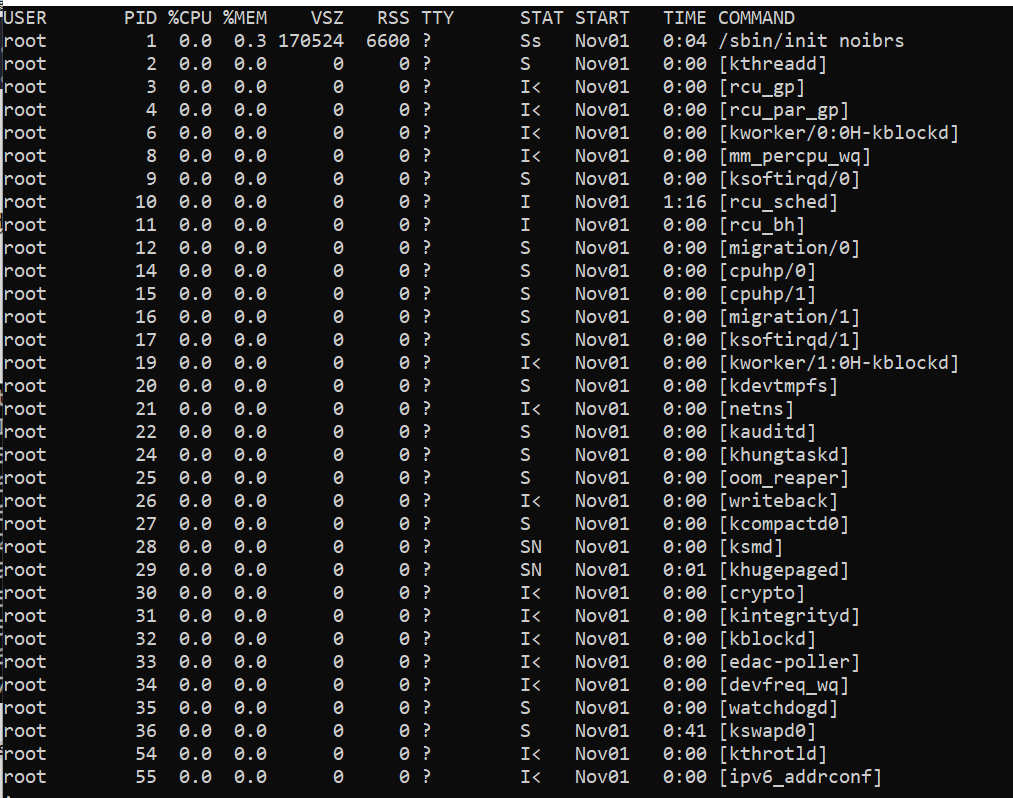 USER PID %CPU %MEM VSZ RSS TTY STAT START TIME COMMAND
root 1 0.0 0.3 170524 6600 ? Ss Nov01 0:04 /sbin/init noibrs
root 2 0.0 0.0 0 0 ? S Nov01 0:00 [kthreadd]
root 3 0.0 0.0 0 0 ? I< Nov01 0:00 [rcu_gp]
root 4 0.0 0.0 0 0 ? I< Nov01 0:00 [rcu_par_gp]
root 6 0.0 0.0 0 0 ? I< Nov01 0:00 [kworker/0:0H-kblockd]
root 8 0.0 0.0 0 0 ? I< Nov01 0:00 [mm_percpu_wq]
root 9 0.0 0.0 0 0 ? S Nov01 0:00 [ksoftirqd/0]
root 10 0.0 0.0 0 0 ? I Nov01 1:16 [rcu_sched]
root 11 0.0 0.0 0 0 ? I Nov01 0:00 [rcu_bh]
root 12 0.0 0.0 0 0 ? S Nov01 0:00 [migration/0]
root 14 0.0 0.0 0 0 ? S Nov01 0:00 [cpuhp/0]
root 15 0.0 0.0 0 0 ? S Nov01 0:00 [cpuhp/1]
root 16 0.0 0.0 0 0 ? S Nov01 0:00 [migration/1]
root 17 0.0 0.0 0 0 ? S Nov01 0:00 [ksoftirqd/1]
root 19 0.0 0.0 0 0 ? I< Nov01 0:00 [kworker/1:0H-kblockd]
root 20 0.0 0.0 0 0 ? S Nov01 0:00 [kdevtmpfs]
root 21 0.0 0.0 0 0 ? I< Nov01 0:00 [netns]
root 22 0.0 0.0 0 0 ? S Nov01 0:00 [kauditd]
root 24 0.0 0.0 0 0 ? S Nov01 0:00 [khungtaskd]
root 25 0.0 0.0 0 0 ? S Nov01 0:00 [oom_reaper]
root 26 0.0 0.0 0 0 ? I< Nov01 0:00 [writeback]
root 27 0.0 0.0 0 0 ? S Nov01 0:00 [kcompactd0]
root 28 0.0 0.0 0 0 ? SN Nov01 0:00 [ksmd]
root 29 0.0 0.0 0 0 ? SN Nov01 0:01 [khugepaged]
root 30 0.0 0.0 0 0 ? I< Nov01 0:00 [crypto]
root 31 0.0 0.0 0 0 ? I< Nov01 0:00 [kintegrityd]
root 32 0.0 0.0 0 0 ? I< Nov01 0:00 [kblockd]
root 33 0.0 0.0 0 0 ? I< Nov01 0:00 [edac-poller]
root 34 0.0 0.0 0 0 ? I< Nov01 0:00 [devfreq_wq]
root 35 0.0 0.0 0 0 ? S Nov01 0:00 [watchdogd]
root 36 0.0 0.0 0 0 ? S Nov01 0:41 [kswapd0]
root 54 0.0 0.0 0 0 ? I< Nov01 0:00 [kthrotld]
root 55 0.0 0.0 0 0 ? I< Nov01 0:00 [ipv6_addrconf]